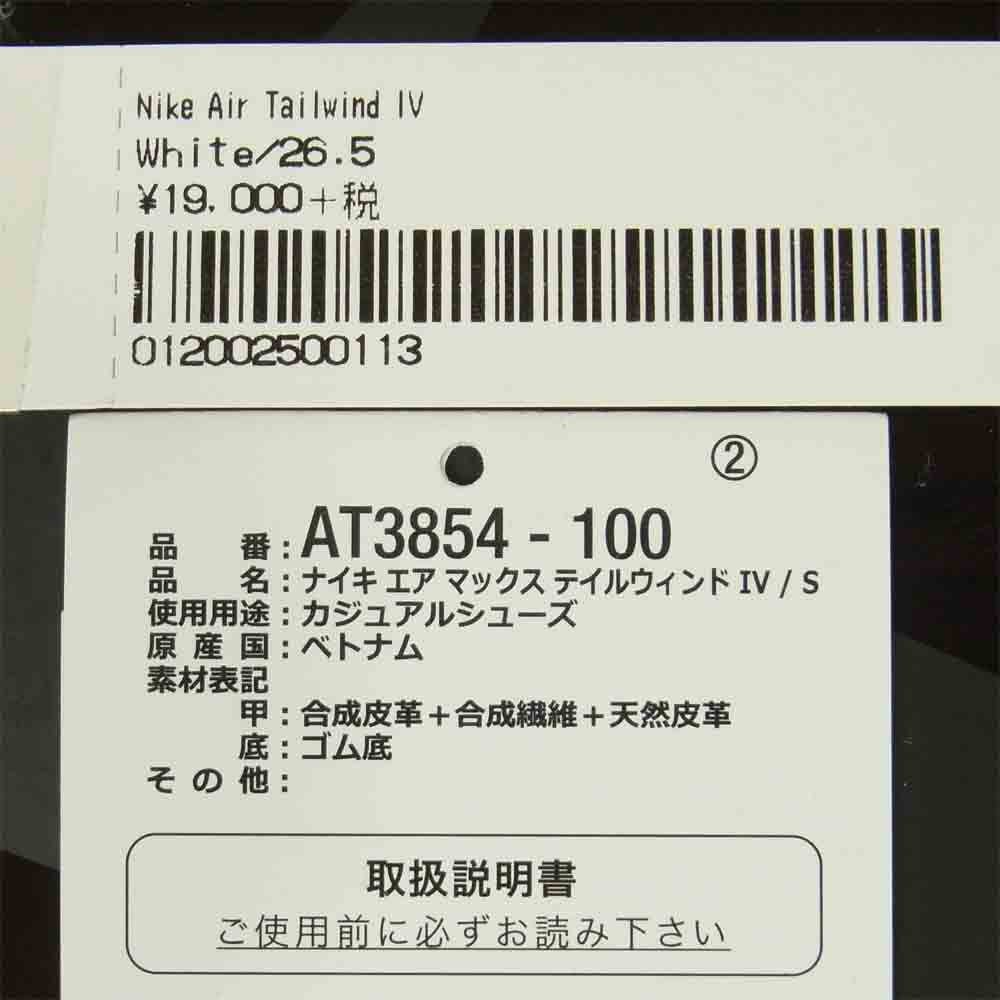 Nike Air Tailwind IV
White/26.5
¥19,000+税
012002500113
②
品 番:AT3854-100
品 名:ナイキ エア マックス テイルウィンド IV / S
使用用途:カジュアルシューズ
原 産 国:ベトナム
素材表記
甲:合成皮革+合成繊維+天然皮革
底:ゴム底
そ の 他:
取扱説明書
ご使用前に必ずお読み下さい